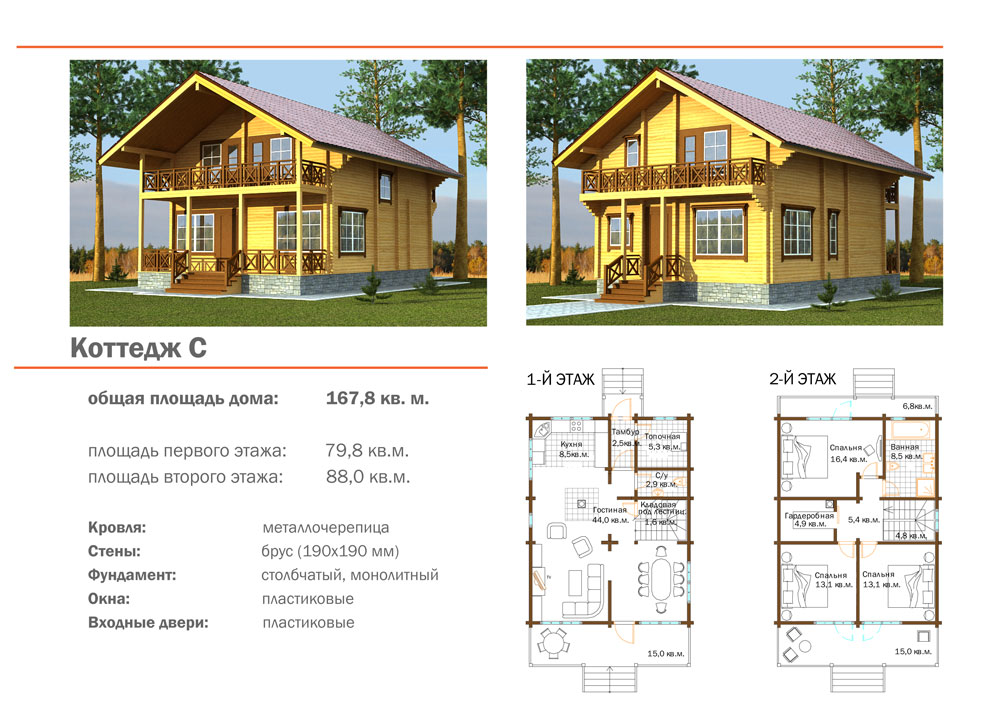 Коттедж С
общая площадь дома: 167,8 кв. м.
площадь первого этажа: 79,8 кв.м.
площадь второго этажа: 88,0 кв.м.
Кровля: металлочерепица
Стены: брус (190х190 мм)
Фундамент: столбчатый, монолитный
Окна: пластиковые
Входные двери: пластиковые
1-Й ЭТАЖ
Тамбур
2,5кв.м.
Топочная
5,3 кв.м.
Кухня
8,5кв.м.
С/у
2,9 кв.м.
Гостиная
44,0 кв.м.
Кладовая
под лестниц.
1,6 кв.м.
15,0 кв.м.
2-Й ЭТАЖ
6,8кв.м.
Спальня
16,4 кв.м.
Ванная
8,5 кв.м.
Гардеробная
4,9 кв.м.
5,4 кв.м.
4,8 кв.м.
Спальня
13,1 кв.м.
Спальня
13,1 кв.м.
15,0 кв.м.